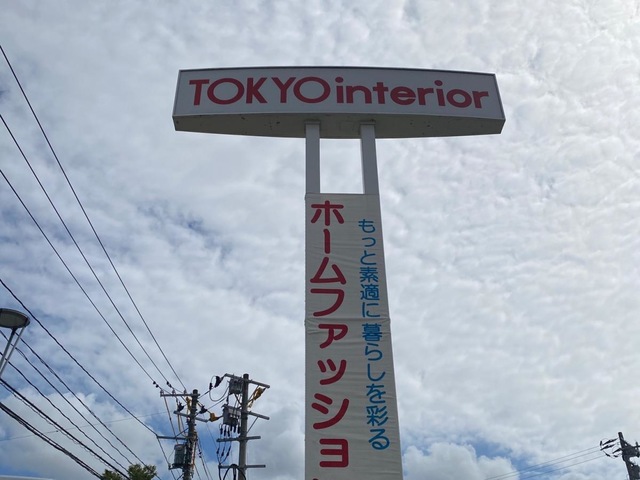 TOKYO interior
もっと素適に暮らしを彩る
ホームファッショ